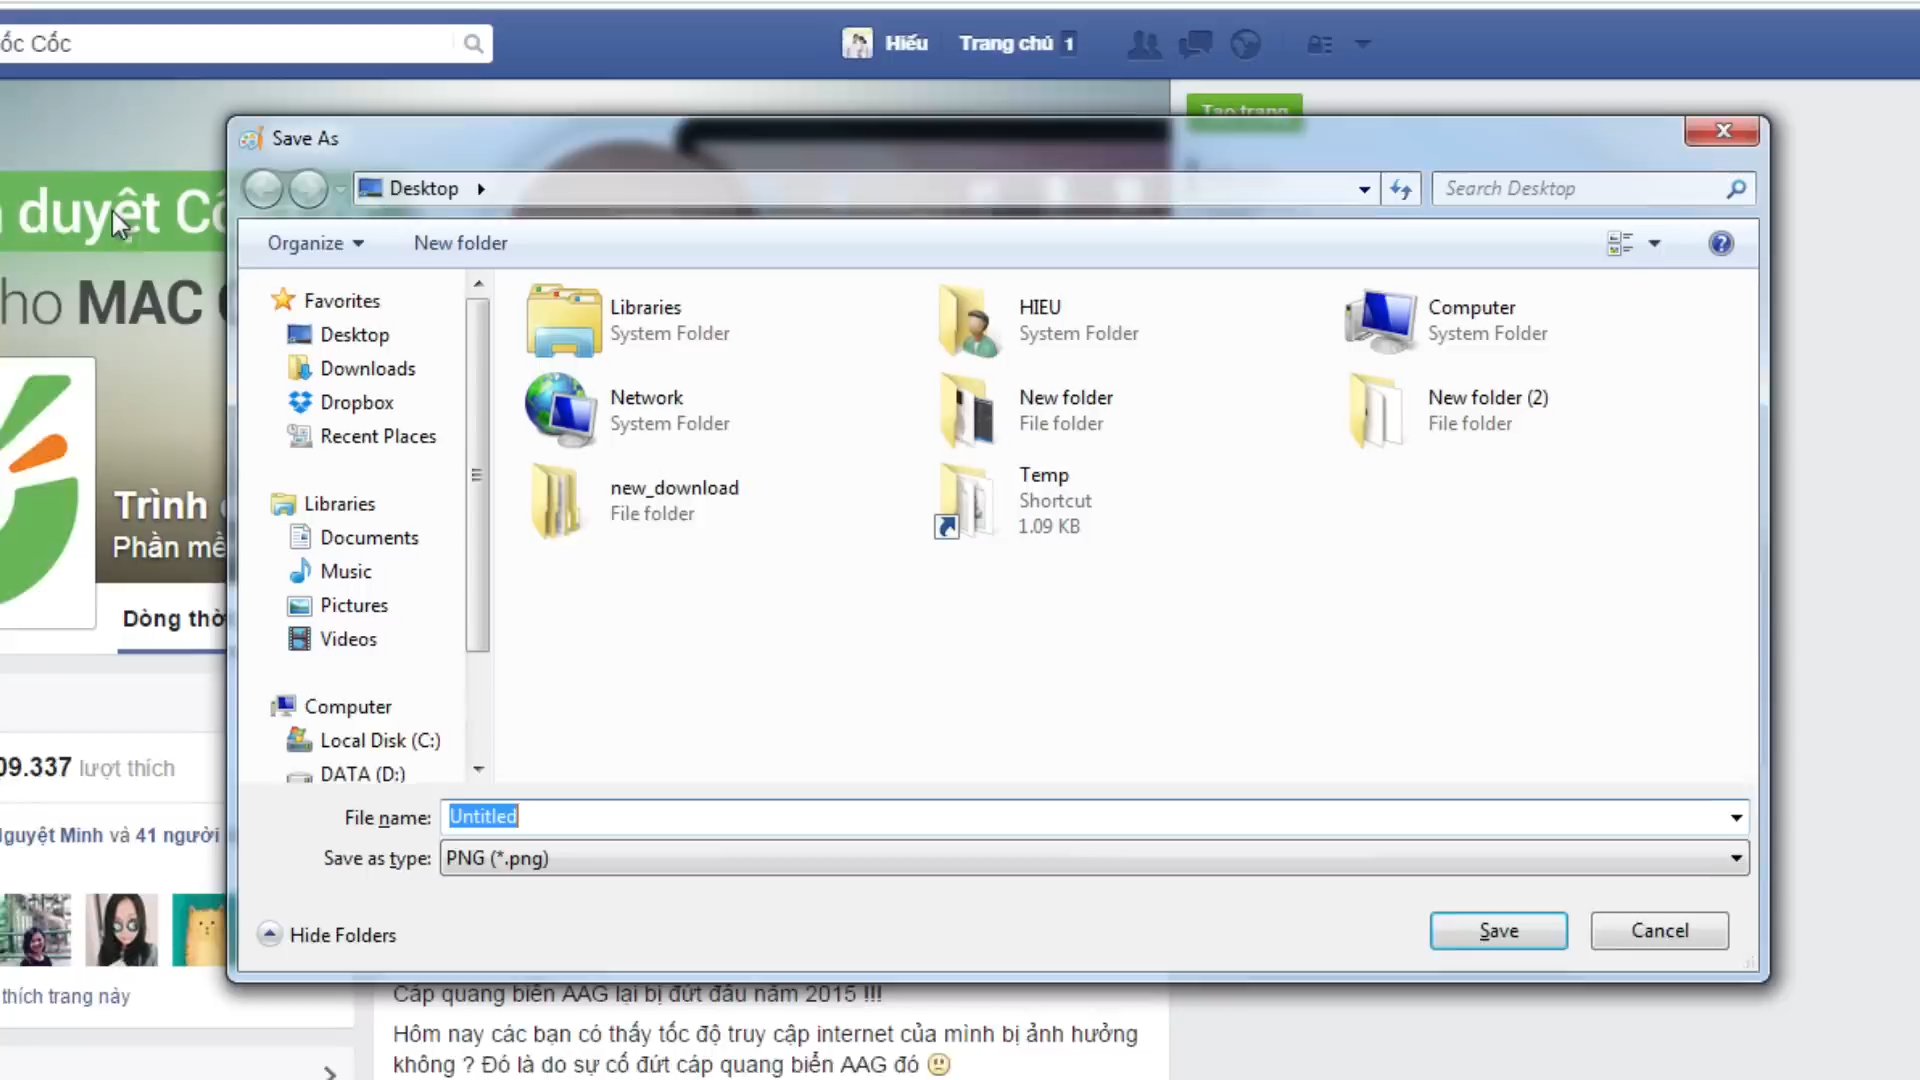 ốc Cốc
Hiếu
Trang chủ 1
Tạo trang
Save As
Desktop
Search Desktop
Organize
New folder
duyệt Cố
ho MAC
Trình
Phần mề
Dòng thờ
09.337 lượt thích
Nguyệt Minh và 41 người
thích trang này
Favorites
Desktop
Downloads
Dropbox
Recent Places
Libraries
Documents
Music
Pictures
Videos
Computer
Local Disk (C:)
DATA (D:)
Libraries
System Folder
HIEU
System Folder
Computer
System Folder
Network
System Folder
New folder
File folder
New folder (2)
File folder
new_download
File folder
Temp
Shortcut
1.09 KB
File name: Untitled
Save as type: PNG (*.png)
Hide Folders
Save
Cancel
Cáp quang biển AAG lại bị đứt đầu năm 2015 !!!
Hôm nay các bạn có thấy tốc độ truy cập internet của mình bị ảnh hưởng
không ? Đó là do sự cố đứt cáp quang biển AAG đó